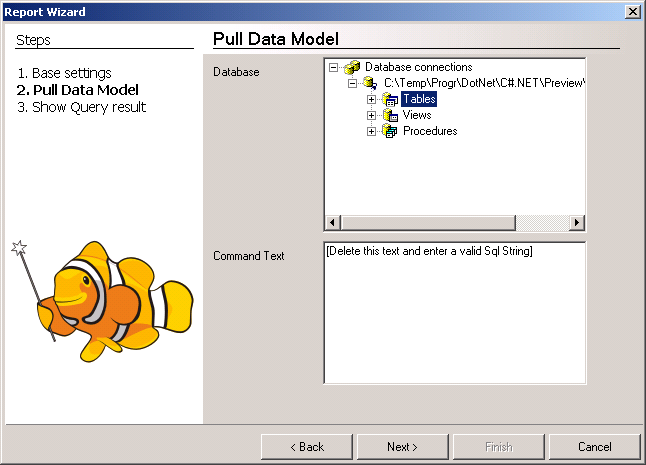 Report Wizard
Steps
1. Base settings
2. Pull Data Model
3. Show Query result
Pull Data Model
Database
Database connections
C:\Temp\Progr\DotNet\C#.NET\Preview\
Tables
Views
Procedures
Command Text
[Delete this text and enter a valid Sql String]
< Back
Next >
Finish
Cancel